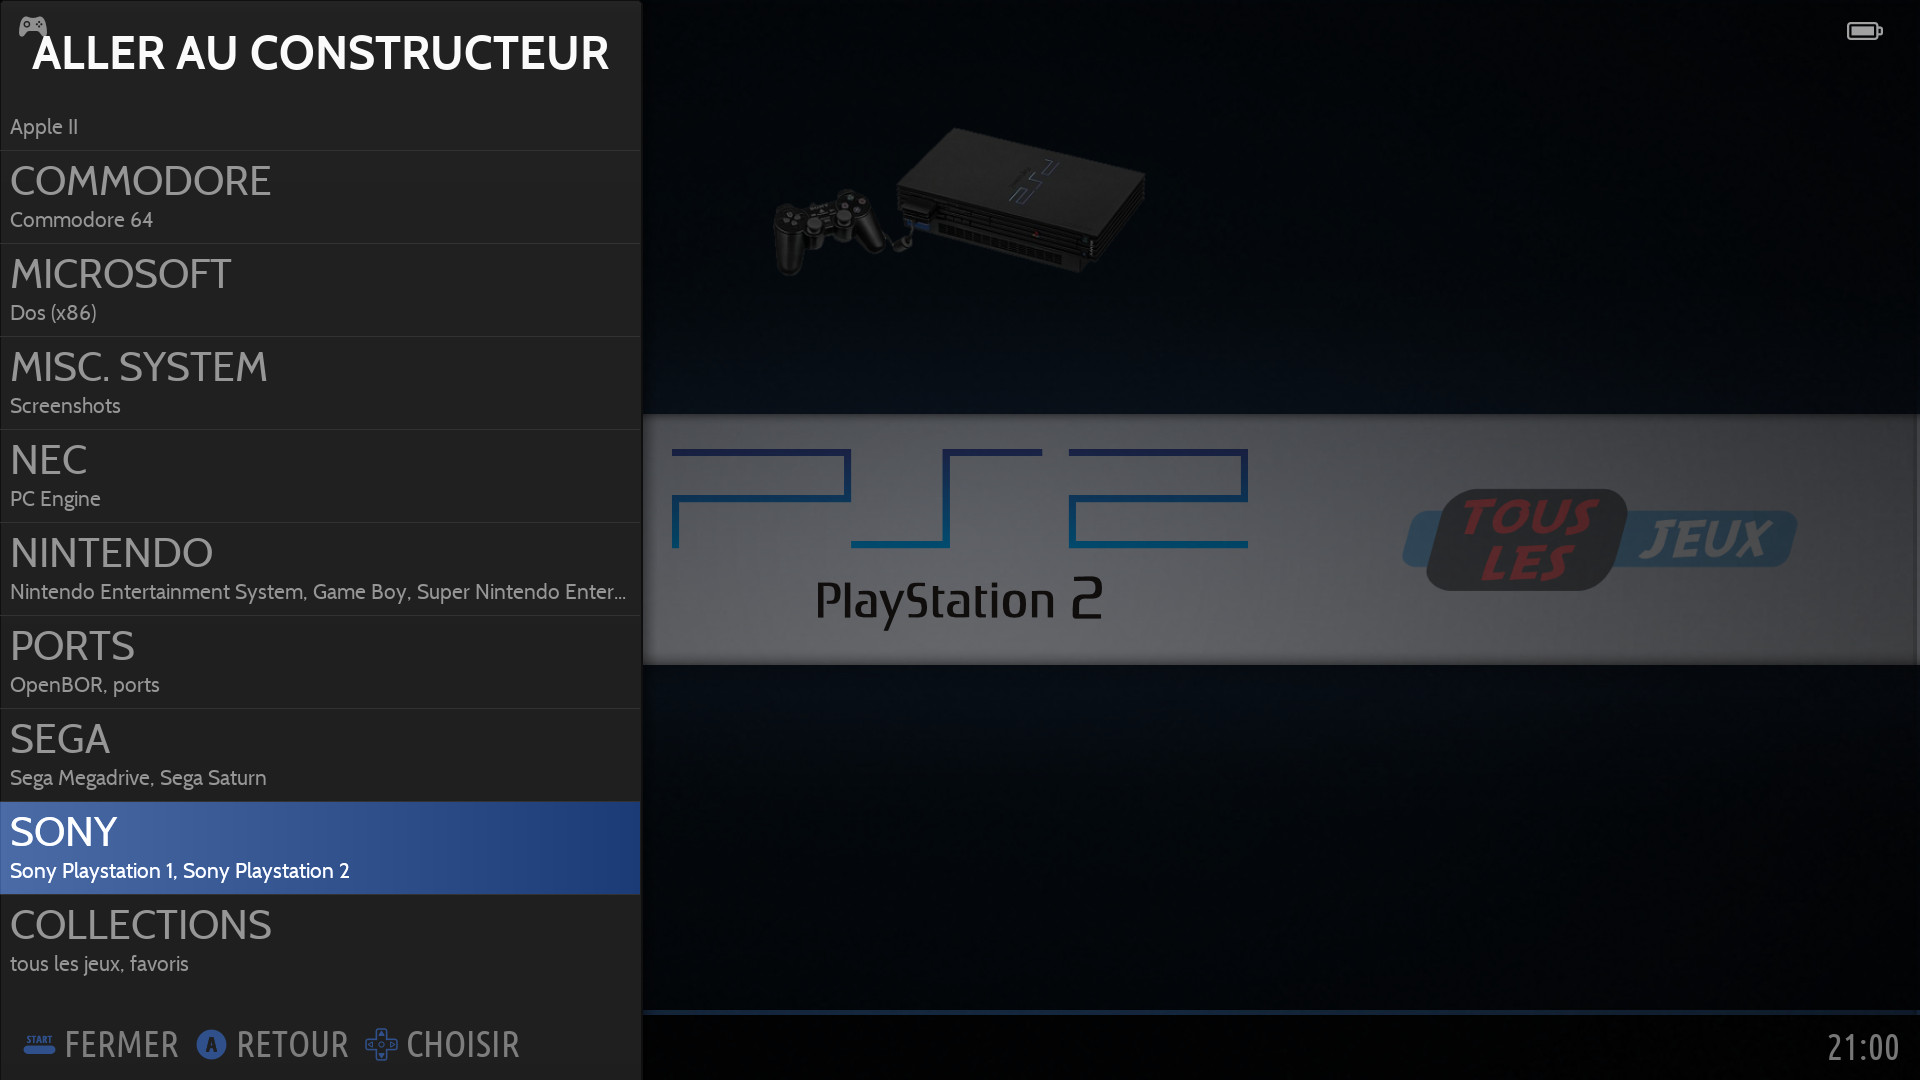 ALLER AU CONSTRUCTEUR
Apple II
COMMODORE
Commodore 64
MICROSOFT
Dos (x86)
MISC. SYSTEM
Screenshots
NEC
PC Engine
NINTENDO
Nintendo Entertainment System, Game Boy, Super Nintendo Enter...
PORTS
OpenBOR, ports
SEGA
Sega Megadrive, Sega Saturn
SONY
Sony Playstation 1, Sony Playstation 2
COLLECTIONS
tous les jeux, favoris
START FERMER A RETOUR CHOISIR
PS2
PS2
PlayStation 2
TOUS
LES
JEUX
21:00